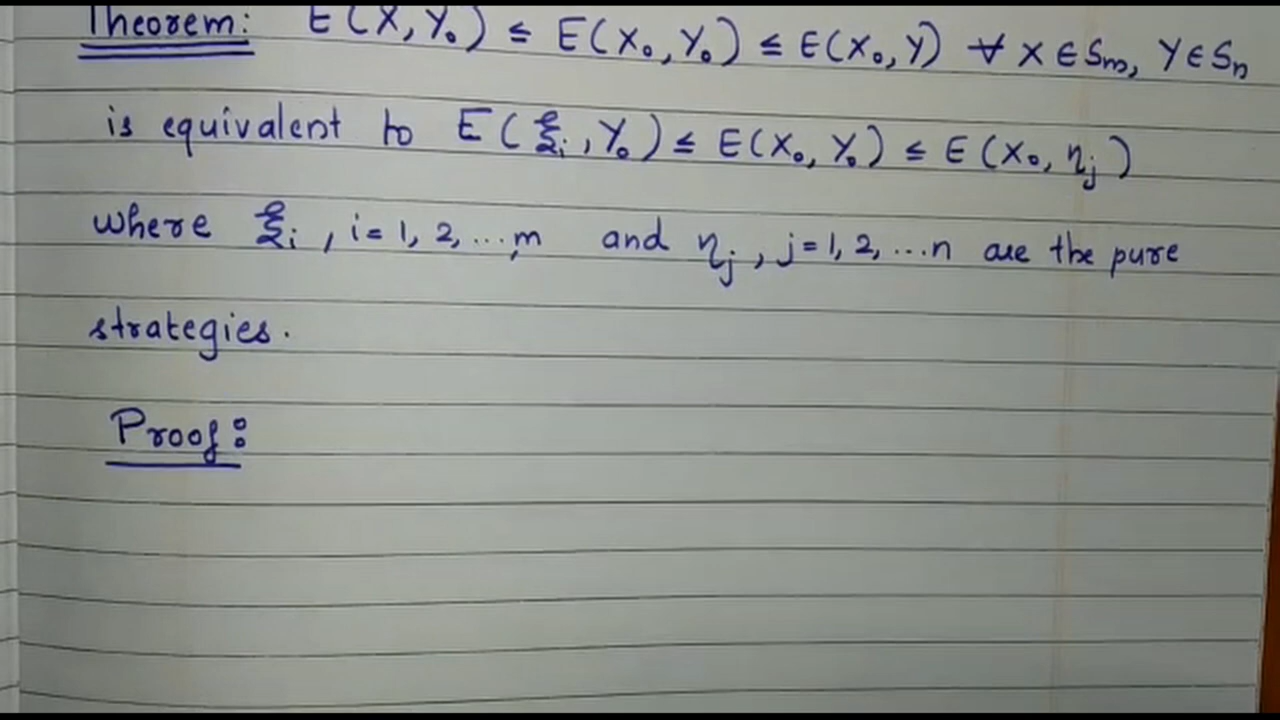 Theorem: E(X, Y₀) ≤ E(X₀, Y₀) ≤ E(X₀, Y) ∀ X ∈ Sₘ, Y ∈ Sₙ
is equivalent to E(ξᵢ, Y₀) ≤ E(X₀, Y₀) ≤ E(X₀, ηⱼ)
where ξᵢ, i = 1, 2, ...,m and ηⱼ, j = 1, 2, ...n are the pure
strategies.
Proof: